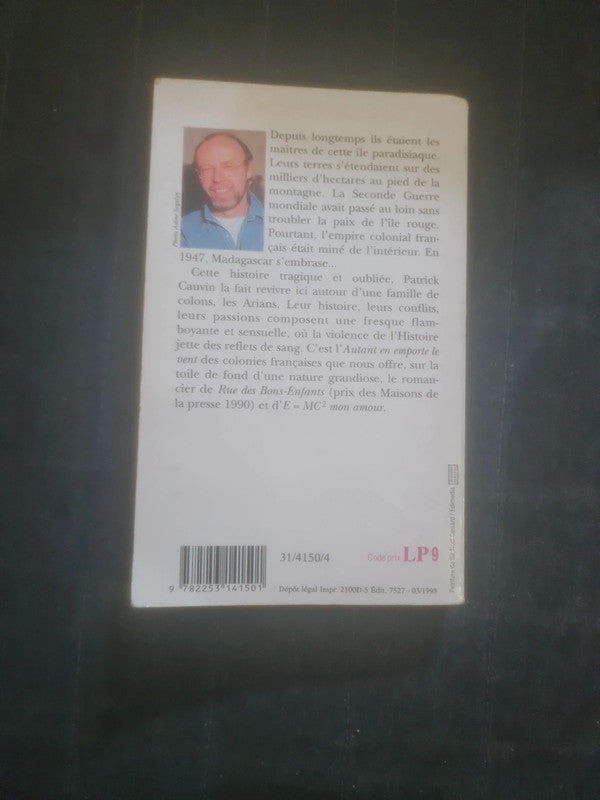 Depuis longtemps ils étaient les
maîtres de cette île paradisiaque.
Leurs terres s'étendaient sur des
milliers d'hectares au pied de la
montagne. La Seconde Guerre
mondiale avait passé au loin sans
troubler la paix de l'île rouge.
Pourtant, l'empire colonial fran-
çais était miné de l'intérieur. En
1947, Madagascar s'embrase...
Cette histoire tragique et oubliée, Patrick
Cauvin la fait revivre ici autour d'une famille de
colons, les Arians. Leur histoire, leurs conflits,
leurs passions composent une fresque flam-
boyante et sensuelle, où la violence de l'Histoire
jette des reflets de sang. C'est l'Autant en emporte le
vent des colonies françaises que nous offre, sur la
toile de fond d'une nature grandiose, le roman-
cier de Rue des Bons-Enfants (prix des Maisons de
la presse 1990) et d'E = MC² mon amour.
31/4150/4
Code prix LP 9
9 782253 141501
Dépôt légal Impr. 2100D-5 Édit. 7527 - 03/1998